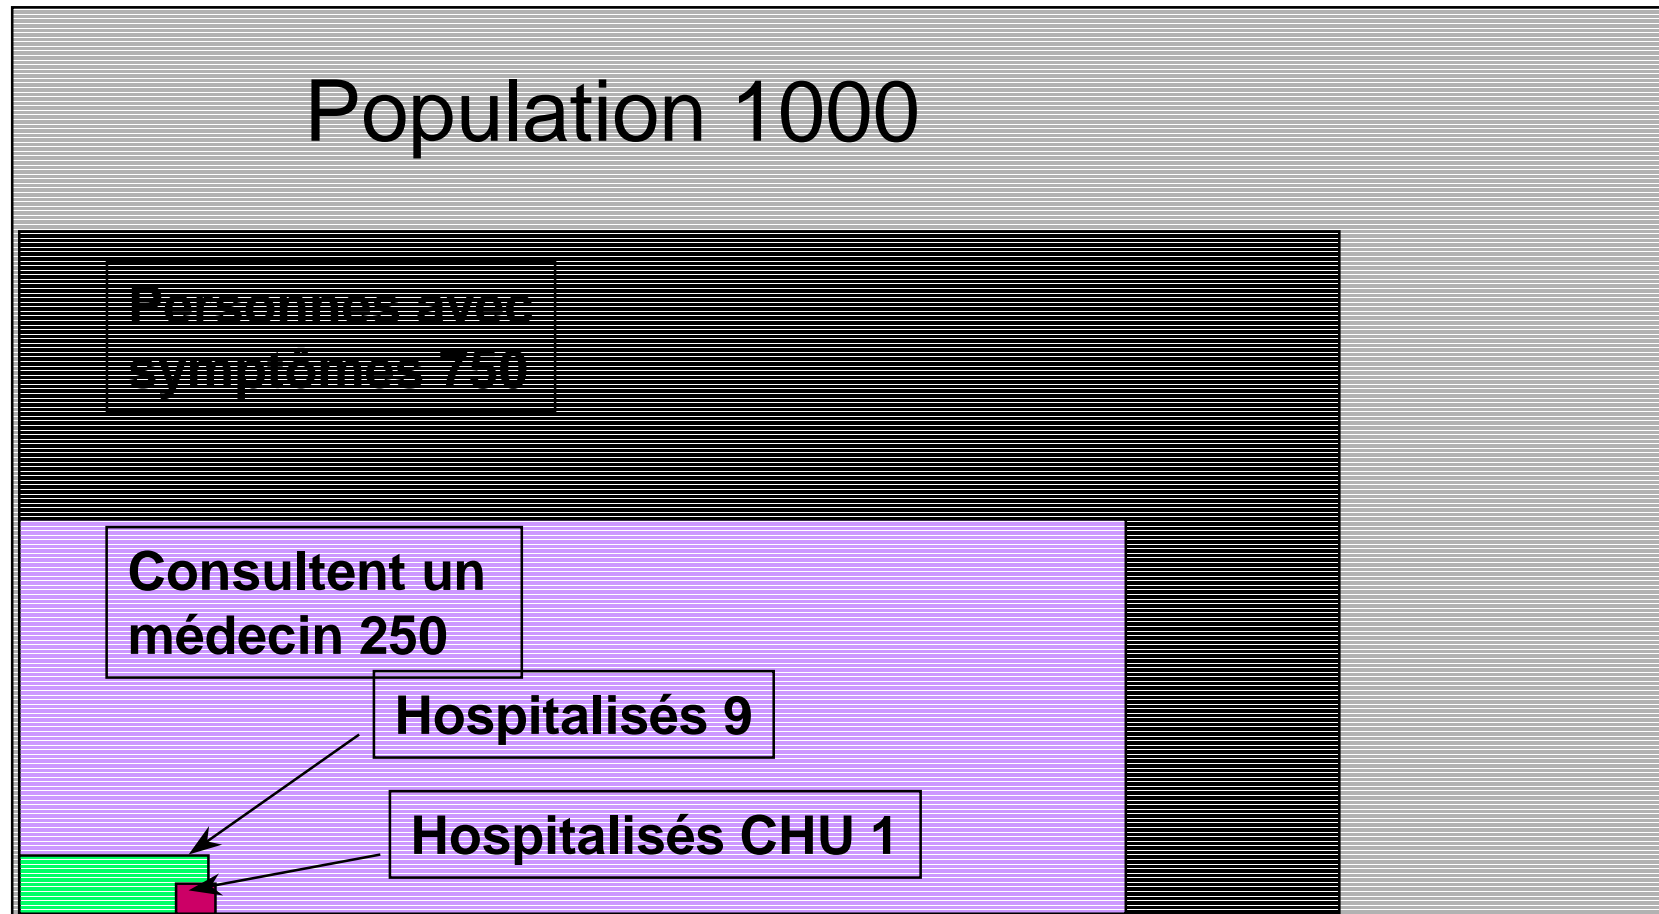 Population 1000
Personnes avec
symptômes 750
Consultent un
médecin 250
Hospitalisés 9
Hospitalisés CHU 1